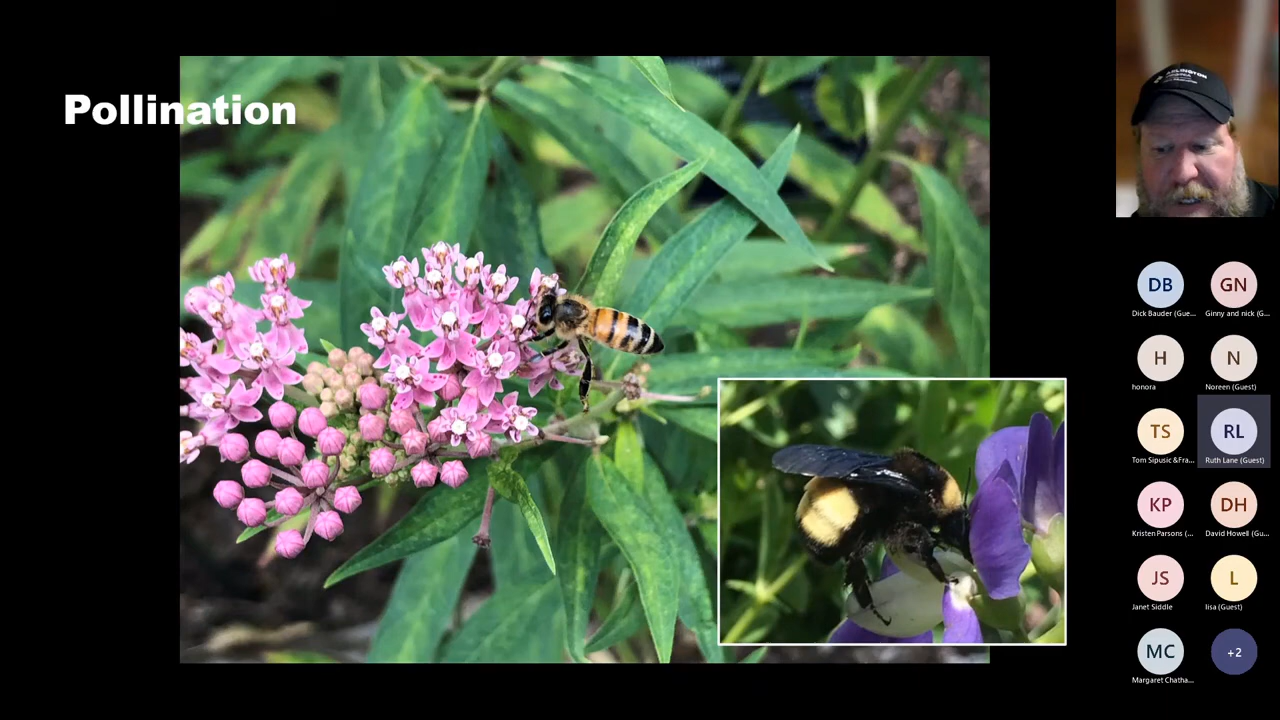 Pollination
ARLINGTON
DB
GN
Dick Bauder (Gue...
Ginny and nick (G...
H
N
honora
Noreen (Guest)
TS
RL
Tom Sipusic &Fra...
Ruth Lane (Guest)
KP
DH
Kristen Parsons (...
David Howell (Gu...
JS
L
Janet Siddle
lisa (Guest)
MC
+2
Margaret Chatha...